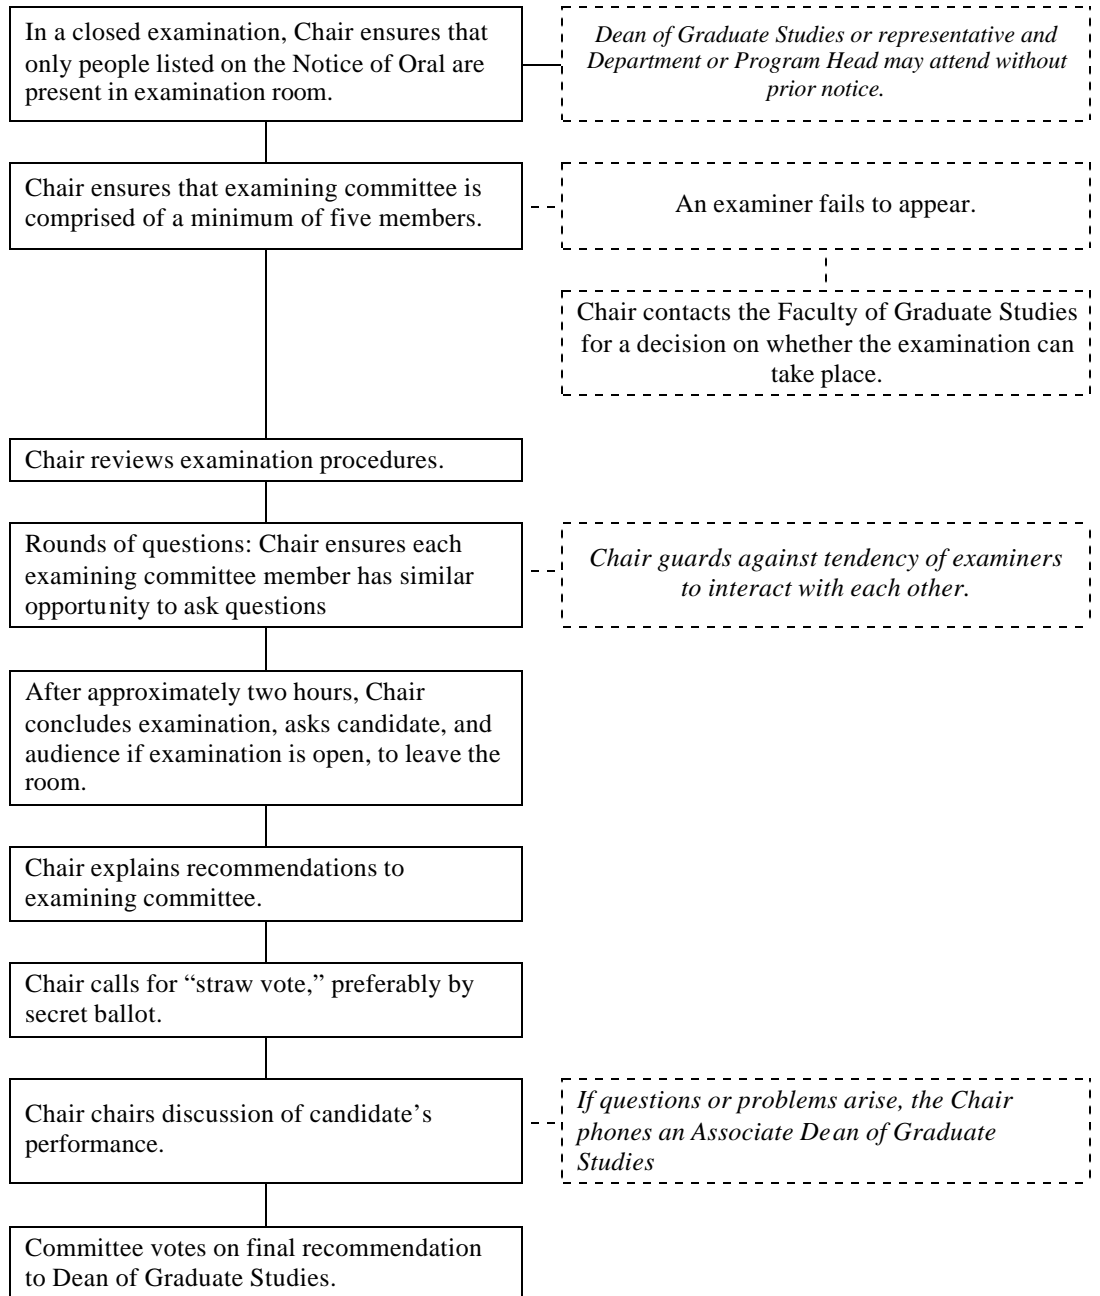 In a closed examination, Chair ensures that
only people listed on the Notice of Oral are
present in examination room.
Dean of Graduate Studies or representative and
Department or Program Head may attend without
prior notice.
Chair ensures that examining committee is
comprised of a minimum of five members.
An examiner fails to appear.
Chair contacts the Faculty of Graduate Studies
for a decision on whether the examination can
take place.
Chair reviews examination procedures.
Rounds of questions: Chair ensures each
examining committee member has similar
opportunity to ask questions
Chair guards against tendency of examiners
to interact with each other.
After approximately two hours, Chair
concludes examination, asks candidate, and
audience if examination is open, to leave the
room.
Chair explains recommendations to
examining committee.
Chair calls for “straw vote,” preferably by
secret ballot.
Chair chairs discussion of candidate’s
performance.
If questions or problems arise, the Chair
phones an Associate Dean of Graduate
Studies
Committee votes on final recommendation
to Dean of Graduate Studies.